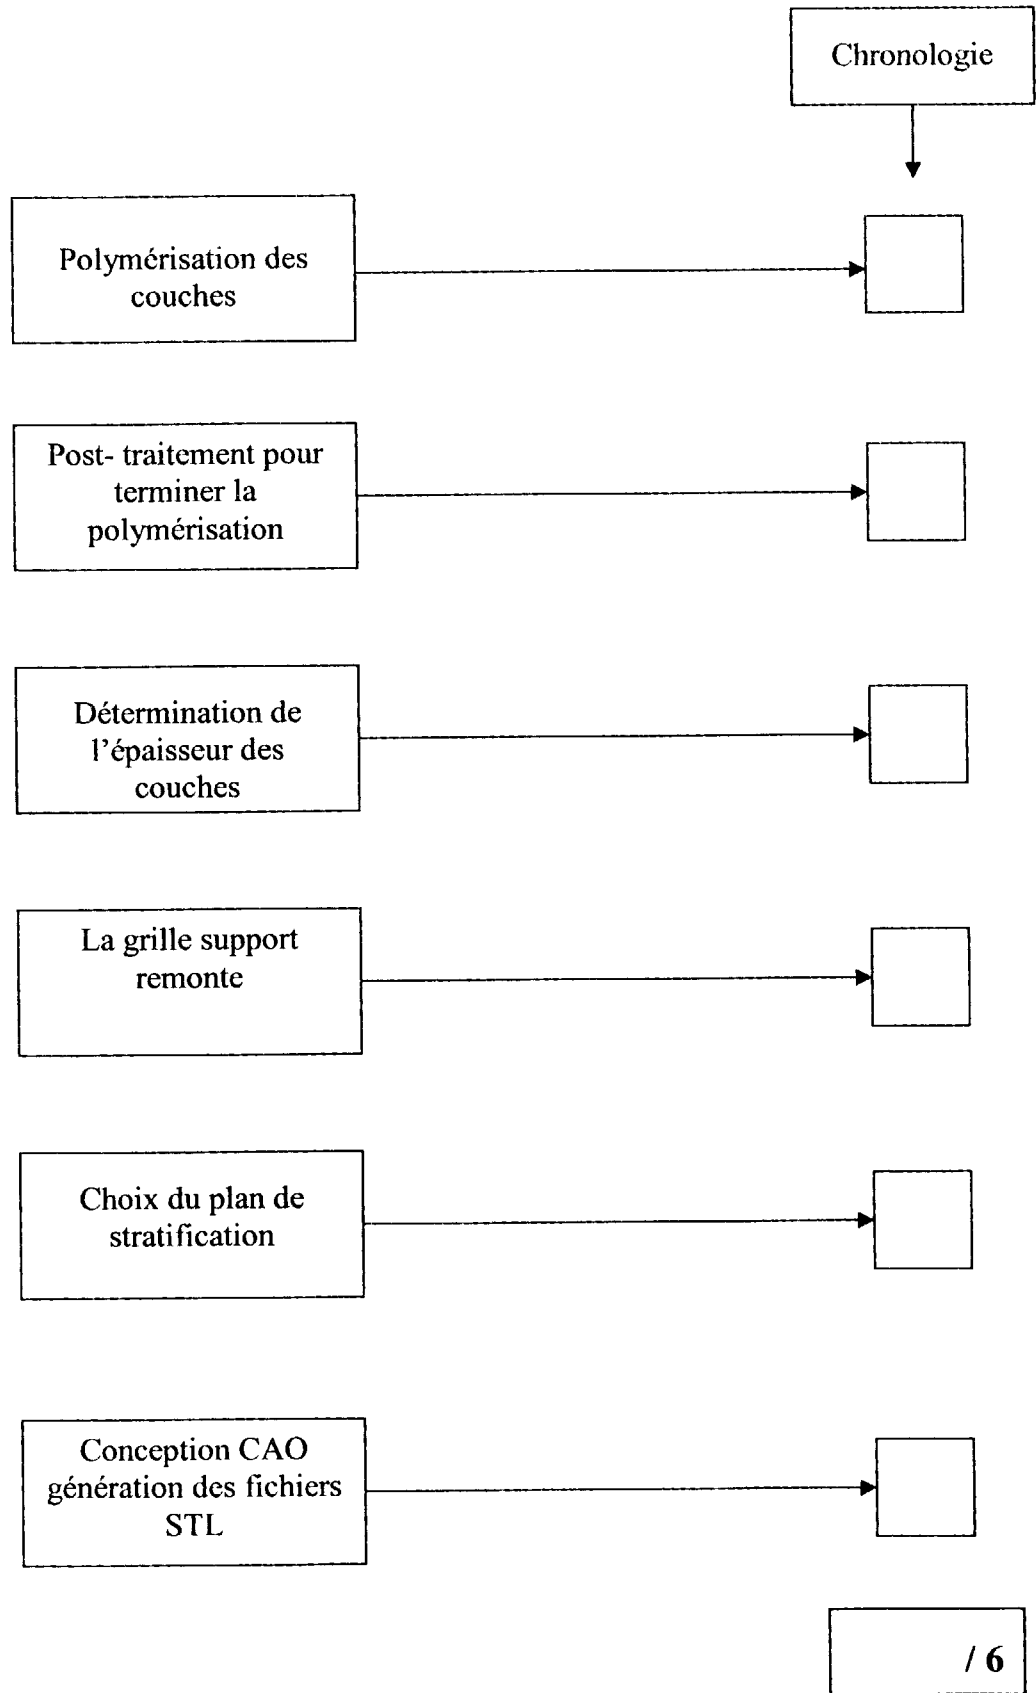 Chronologie
Polymérisation des
couches
Post- traitement pour
terminer la
polymérisation
Détermination de
l'épaisseur des
couches
La grille support
remonte
Choix du plan de
stratification
Conception CAO
génération des fichiers
STL
/ 6